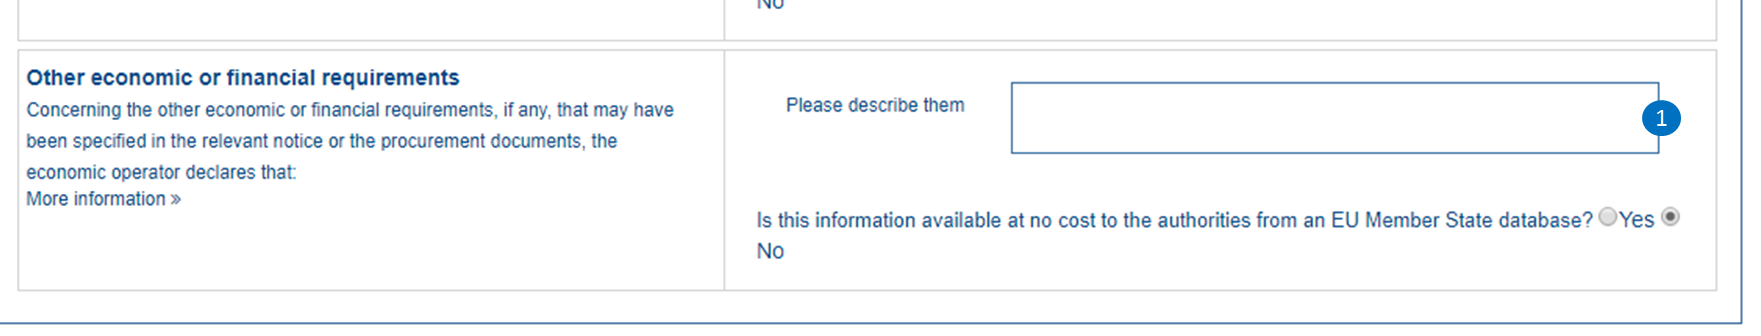 No
Other economic or financial requirements
Concerning the other economic or financial requirements, if any, that may have
been specified in the relevant notice or the procurement documents, the
economic operator declares that:
More information »
Please describe them
1
Is this information available at no cost to the authorities from an EU Member State database? Yes
No